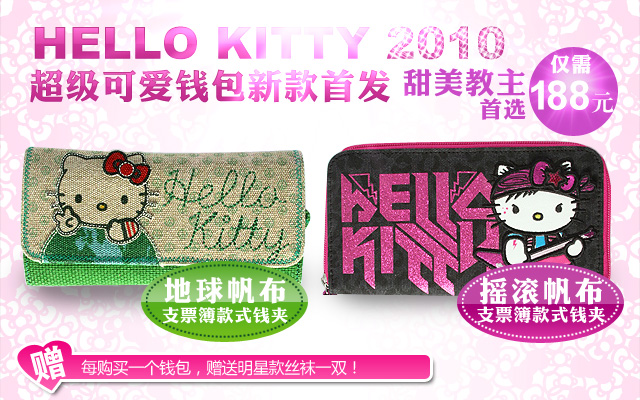 HELLO KITTY 2010
超级可爱钱包新款首发 甜美教主
首选
仅需
188元
Hello
Kitty
HELLO
KITTY
地球帆布
支票簿款式钱夹
摇滚帆布
支票簿款式钱夹
赠
每购买一个钱包，赠送明星款丝袜一双！